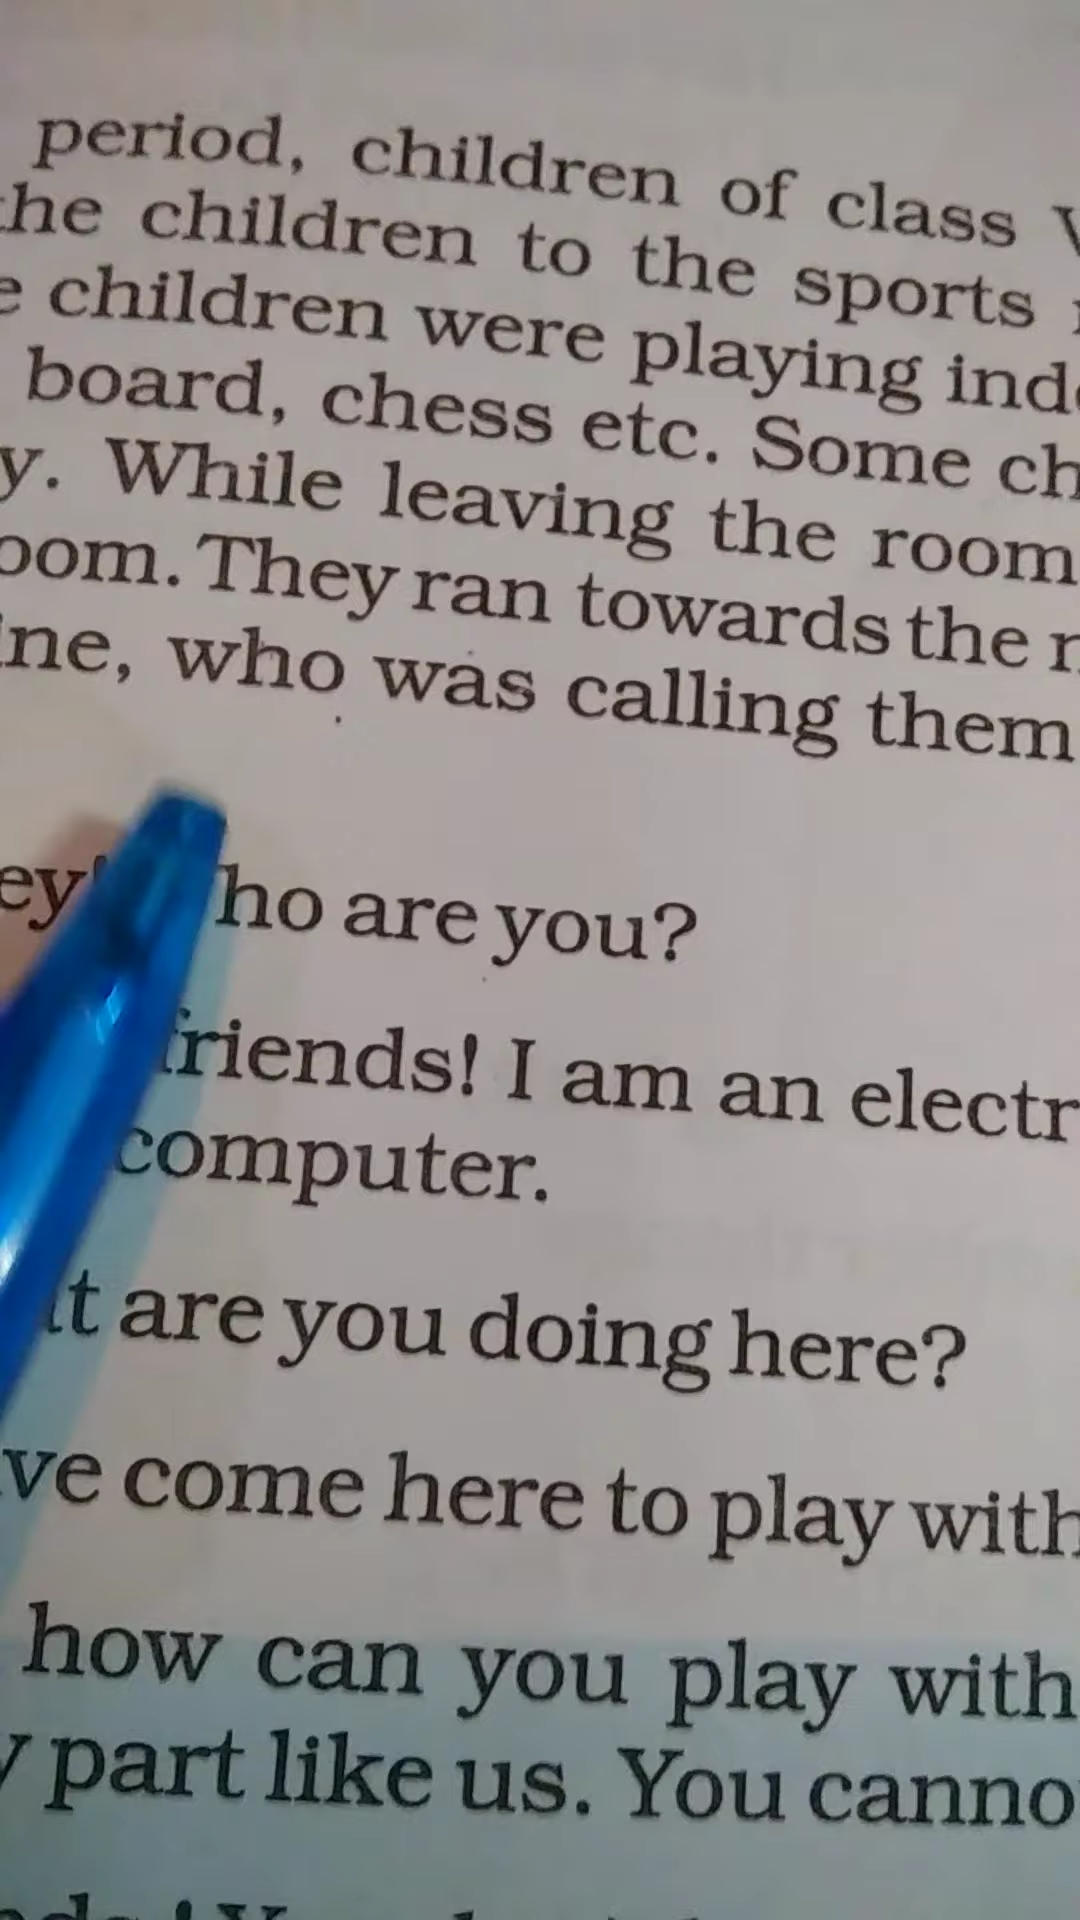 period, children of class V
he children to the sports
e children were playing ind
board, chess etc. Some ch
y. While leaving the room
oom. They ran towards the
ine, who was calling them
ey! ho are you?
friends! I am an electr
computer.
t are you doing here?
ve come here to play with
how can you play with
y part like us. You canno